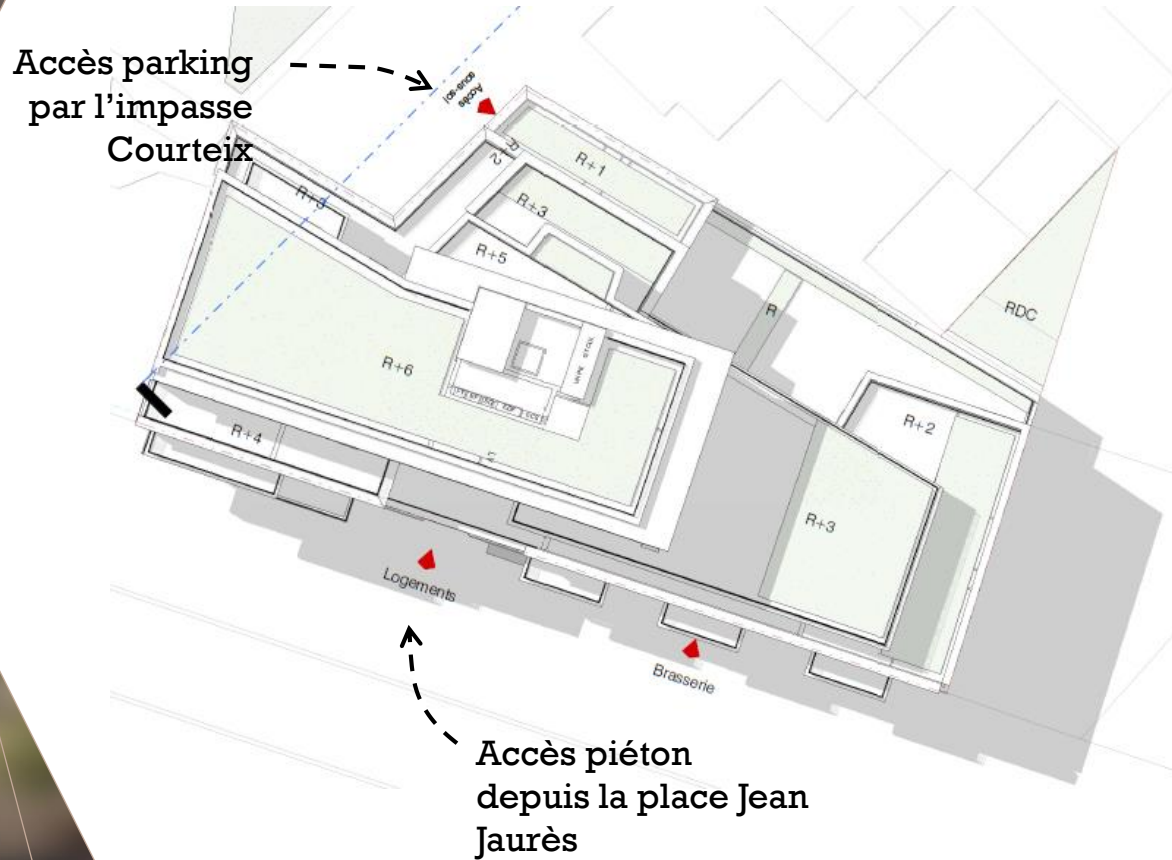 Accès parking
par l’impasse
Courteix
Accès
sous-sol
R+1
R+2
R+3
R+3
R+5
R
RDC
R+6
R+4
R+2
R+3
Logements
Brasserie
Accès piéton
depuis la place Jean
Jaurès